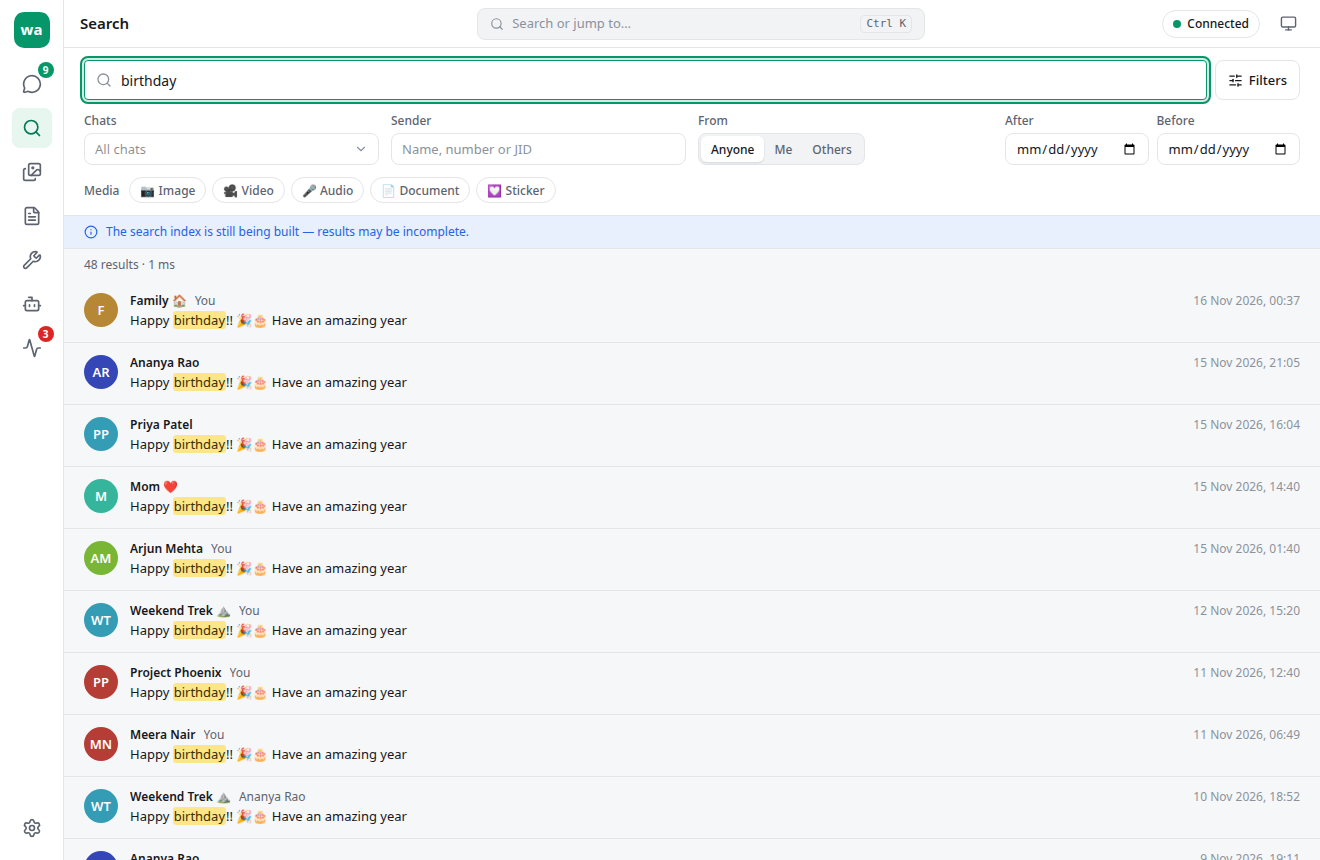 wa
Search
Search or jump to...
Ctrl K
Connected
9
birthday
Filters
Chats
Sender
From
After
Before
All chats
Name, number or JID
Anyone
Me
Others
mm/dd/yyyy
mm/dd/yyyy
Media
📷 Image
🎥 Video
🎤 Audio
📄 Document
💟 Sticker
The search index is still being built — results may be incomplete.
48 results · 1 ms
F
Family 🏠 You
16 Nov 2026, 00:37
Happy birthday!! 🎉🎂 Have an amazing year
3
AR
Ananya Rao
15 Nov 2026, 21:05
Happy birthday!! 🎉🎂 Have an amazing year
PP
Priya Patel
15 Nov 2026, 16:04
Happy birthday!! 🎉🎂 Have an amazing year
M
Mom ❤️
15 Nov 2026, 14:40
Happy birthday!! 🎉🎂 Have an amazing year
AM
Arjun Mehta You
15 Nov 2026, 01:40
Happy birthday!! 🎉🎂 Have an amazing year
WT
Weekend Trek ⛰️ You
12 Nov 2026, 15:20
Happy birthday!! 🎉🎂 Have an amazing year
PP
Project Phoenix You
11 Nov 2026, 12:40
Happy birthday!! 🎉🎂 Have an amazing year
MN
Meera Nair You
11 Nov 2026, 06:49
Happy birthday!! 🎉🎂 Have an amazing year
WT
Weekend Trek ⛰️ Ananya Rao
10 Nov 2026, 18:52
Happy birthday!! 🎉🎂 Have an amazing year
Ananya Rao
9 Nov 2026, 19:11